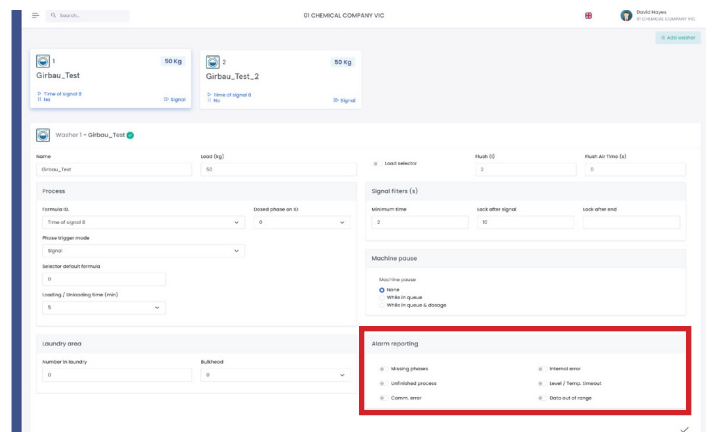 Search...
01 CHEMICAL COMPANY VIC
David Hayes
01 CHEMICAL COMPANY VIC
Add washer
1
50 Kg
Girbau_Test
Time of signal 8
No
Signal
2
50 Kg
Girbau_Test_2
Time of signal 8
No
Signal
Washer 1 - Girbau_Test
Name
Load (kg)
Load selector
Flush (l)
Flush Air Time (s)
Girbau_Test
50
2
0
Process
Formula ID.
Dosed phase on ID
Time of signal 8
0
Phase trigger mode
Signal
Selector default formula
0
Loading / Unloading time (min)
5
Signal filters (s)
Minimum time
Lock after signal
Lock after end
2
10
Machine pause
Machine pause
None
While in queue
While in queue & dosage
Laundry area
Number in laundry
Bulkhead
0
0
Alarm reporting
Missing phases
Internal error
Unfinished process
Level / Temp. timeout
Comm. error
Data out of range